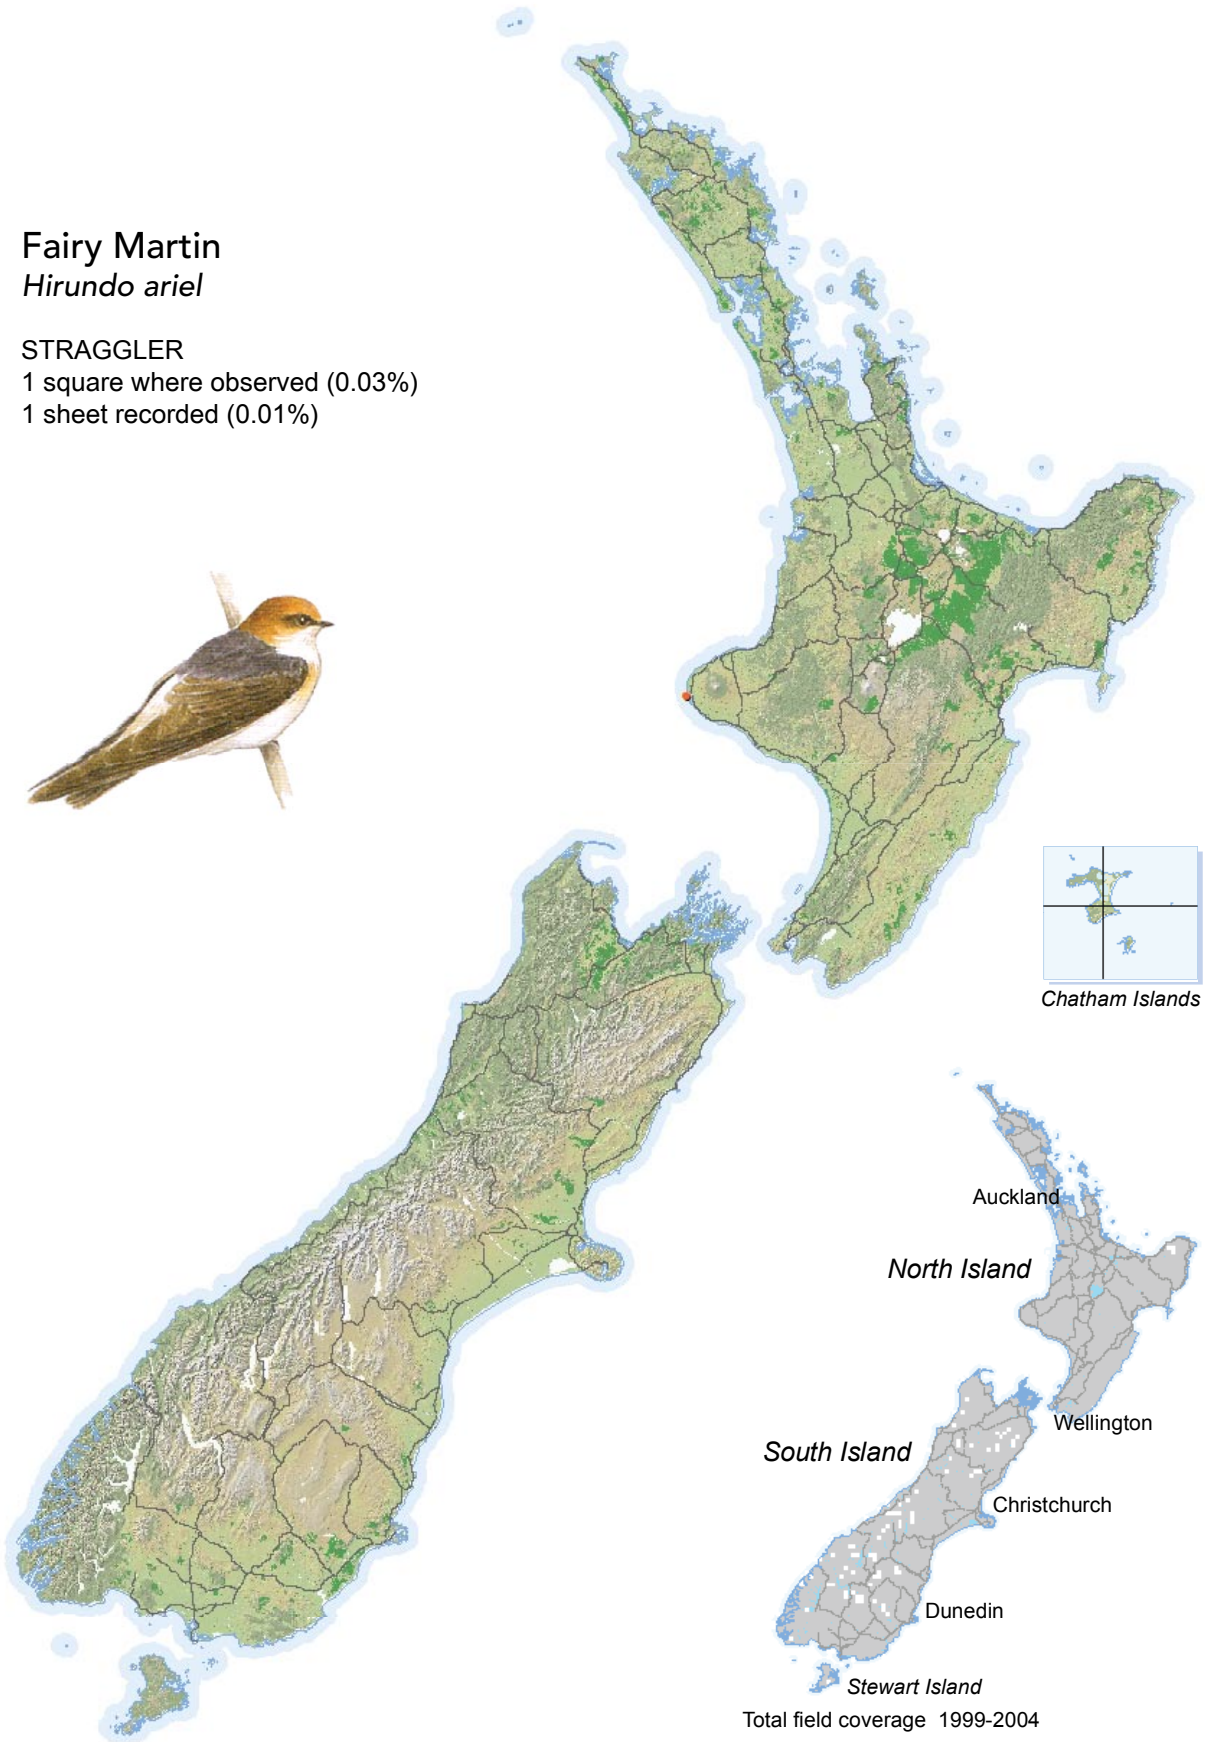 Fairy Martin
Hirundo ariel
STRAGGLER
1 square where observed (0.03%)
1 sheet recorded (0.01%)
Chatham Islands
Auckland
North Island
Wellington
South Island
Christchurch
Dunedin
Stewart Island
Total field coverage 1999-2004